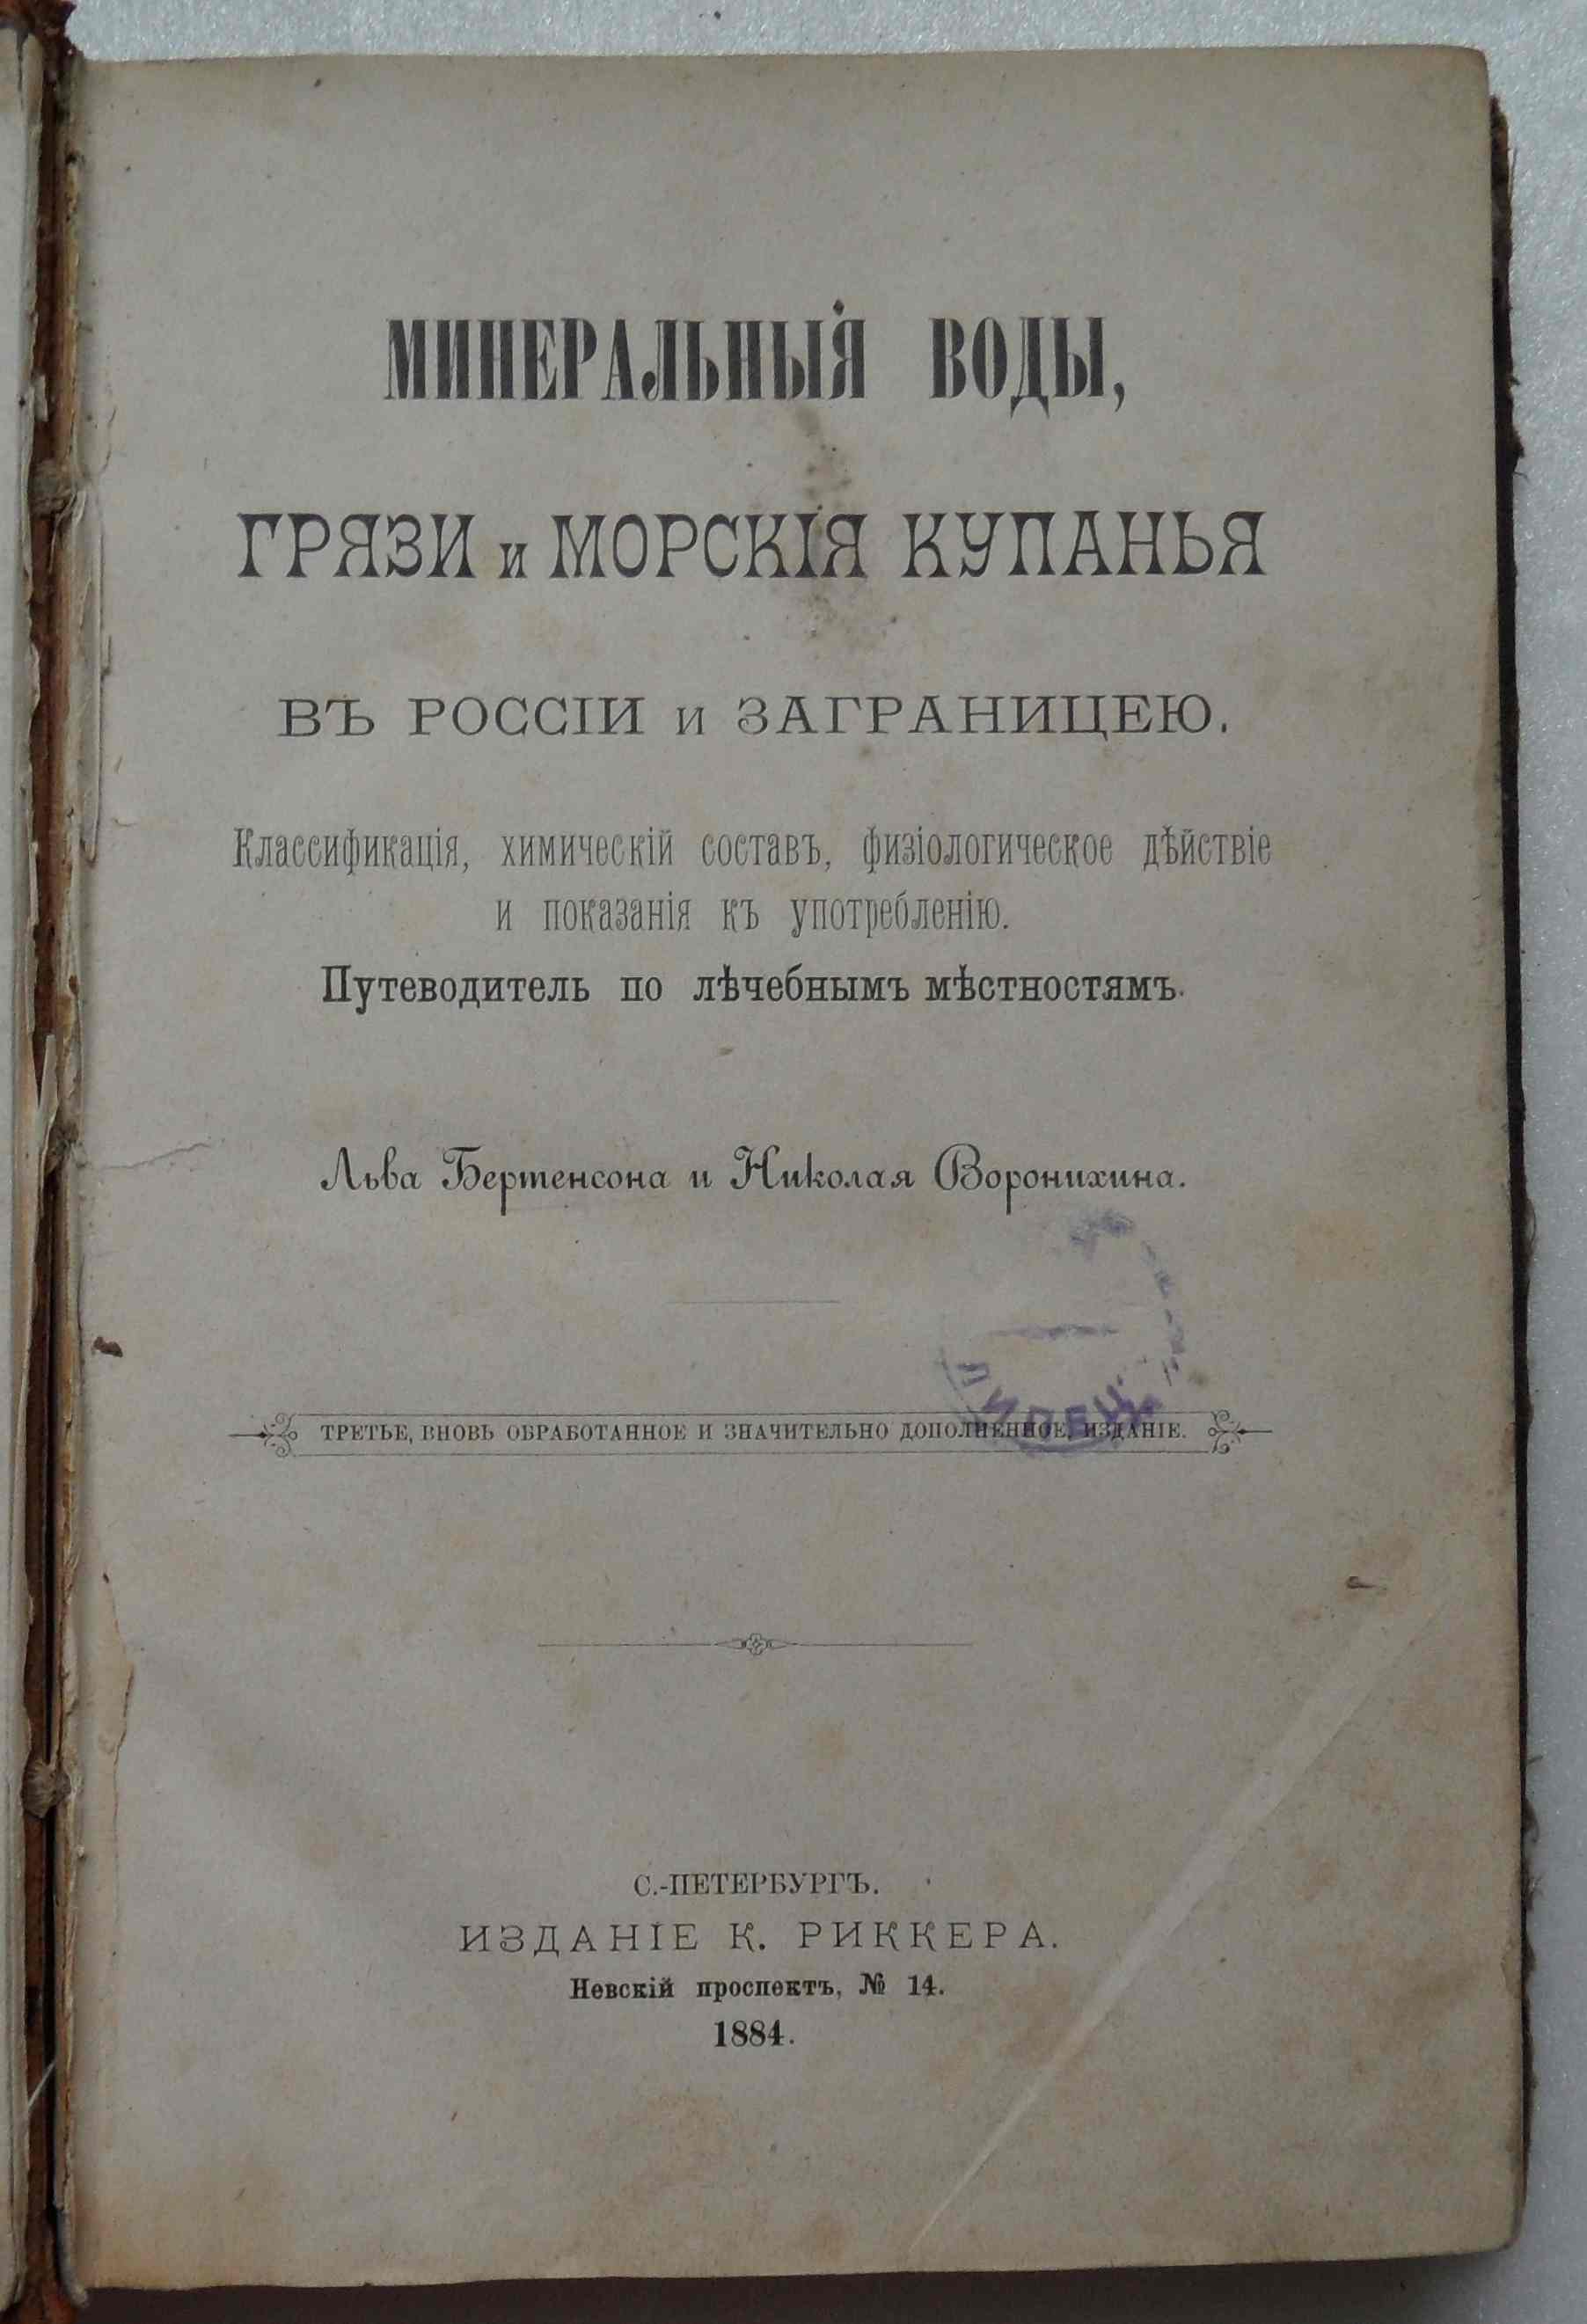 МИНЕРАЛЬНЫЯ ВОДЫ,
ГРЯЗИ и МОРСКІЯ КУПАНЬЯ
ВЪ РОССІИ и ЗАГРАНИЦЕЮ.
Классификація, химическій составъ, физіологическое дѣйствіе
и показанія къ употребленію.
Путеводитель по лѣчебнымъ мѣстностямъ.
Льва Бертенсона и Николая Воронихина.
ТРЕТЬЕ, ВНОВЬ ОБРАБОТАННОЕ И ЗНАЧИТЕЛЬНО ДОПОЛНЕННОЕ, ИЗДАНІЕ.
С.-ПЕТЕРБУРГЪ.
ИЗДАНІЕ К. РИККЕРА.
Невскій проспектъ, № 14.
1884.